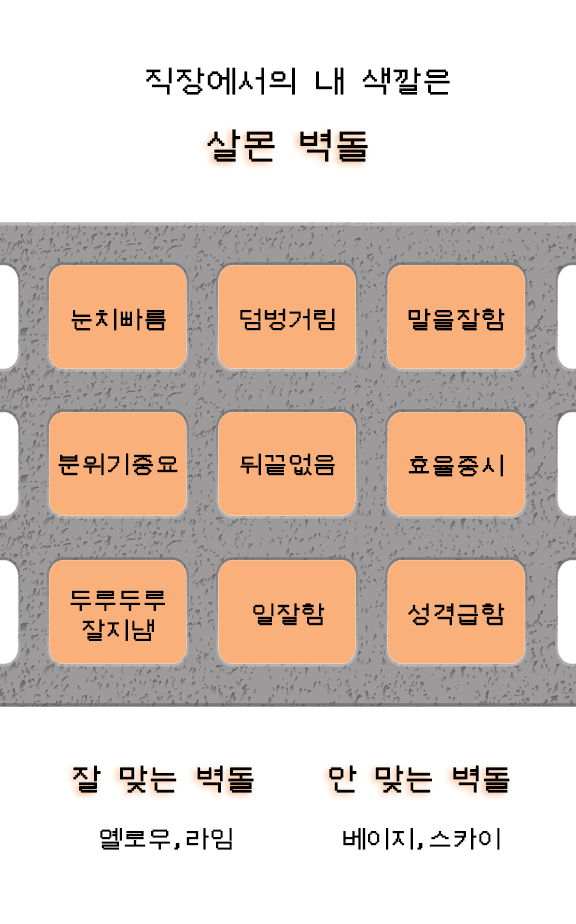 직장에서의 내 색깔은
살몬 벽돌
눈치빠름
덤벙거림
말을잘함
분위기중요
뒤끝없음
효율중시
두루두루
잘지냄
일잘함
성격급함
잘 맞는 벽돌
안 맞는 벽돌
옐로우,라임
베이지,스카이